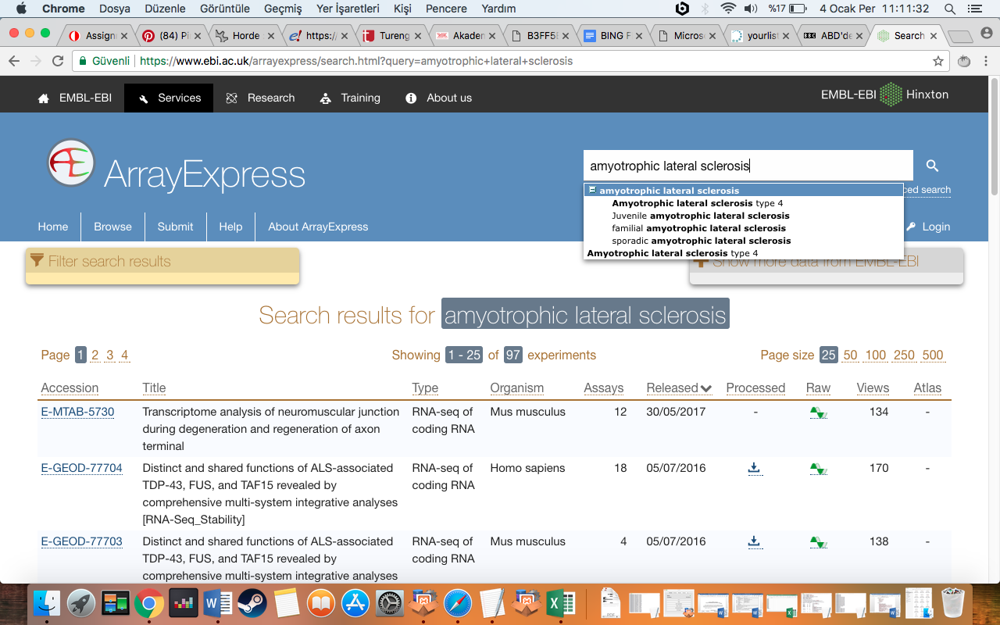 Chrome Dosya Düzenle Görüntüle Geçmiş Yer İşaretleri Kişi Pencere Yardım %17 4 Ocak Per 11:11:32
Assign (84) Pi Horde https:/ Tureng Akaden B3FF5E BING F Micros yourlist ABD'de Search
Güvenli https://www.ebi.ac.uk/arrayexpress/search.html?query=amyotrophic+lateral+sclerosis
EMBL-EBI Services Research Training About us EMBL-EBI Hinxton
ArrayExpress
amyotrophic lateral sclerosis
amyotrophic lateral sclerosis
ced search
Amyotrophic lateral sclerosis type 4
Juvenile amyotrophic lateral sclerosis
familial amyotrophic lateral sclerosis
sporadic amyotrophic lateral sclerosis
Amyotrophic lateral sclerosis type 4
Home Browse Submit Help About ArrayExpress Login
Filter search results Show more data from EMBL-EBI
Search results for amyotrophic lateral sclerosis
Page 1 2 3 4 Showing 1 - 25 of 97 experiments Page size 25 50 100 250 500
Accession Title Type Organism Assays Released Processed Raw Views Atlas
E-MTAB-5730 Transcriptome analysis of neuromuscular junction RNA-seq of Mus musculus 12 30/05/2017 - 134 -
during degeneration and regeneration of axon coding RNA
terminal
E-GEOD-77704 Distinct and shared functions of ALS-associated RNA-seq of Homo sapiens 18 05/07/2016 170 -
TDP-43, FUS, and TAF15 revealed by coding RNA
comprehensive multi-system integrative analyses
[RNA-Seq_Stability]
E-GEOD-77703 Distinct and shared functions of ALS-associated RNA-seq of Mus musculus 4 05/07/2016 138 -
TDP-43, FUS, and TAF15 revealed by coding RNA
comprehensive multi-system integrative analyses